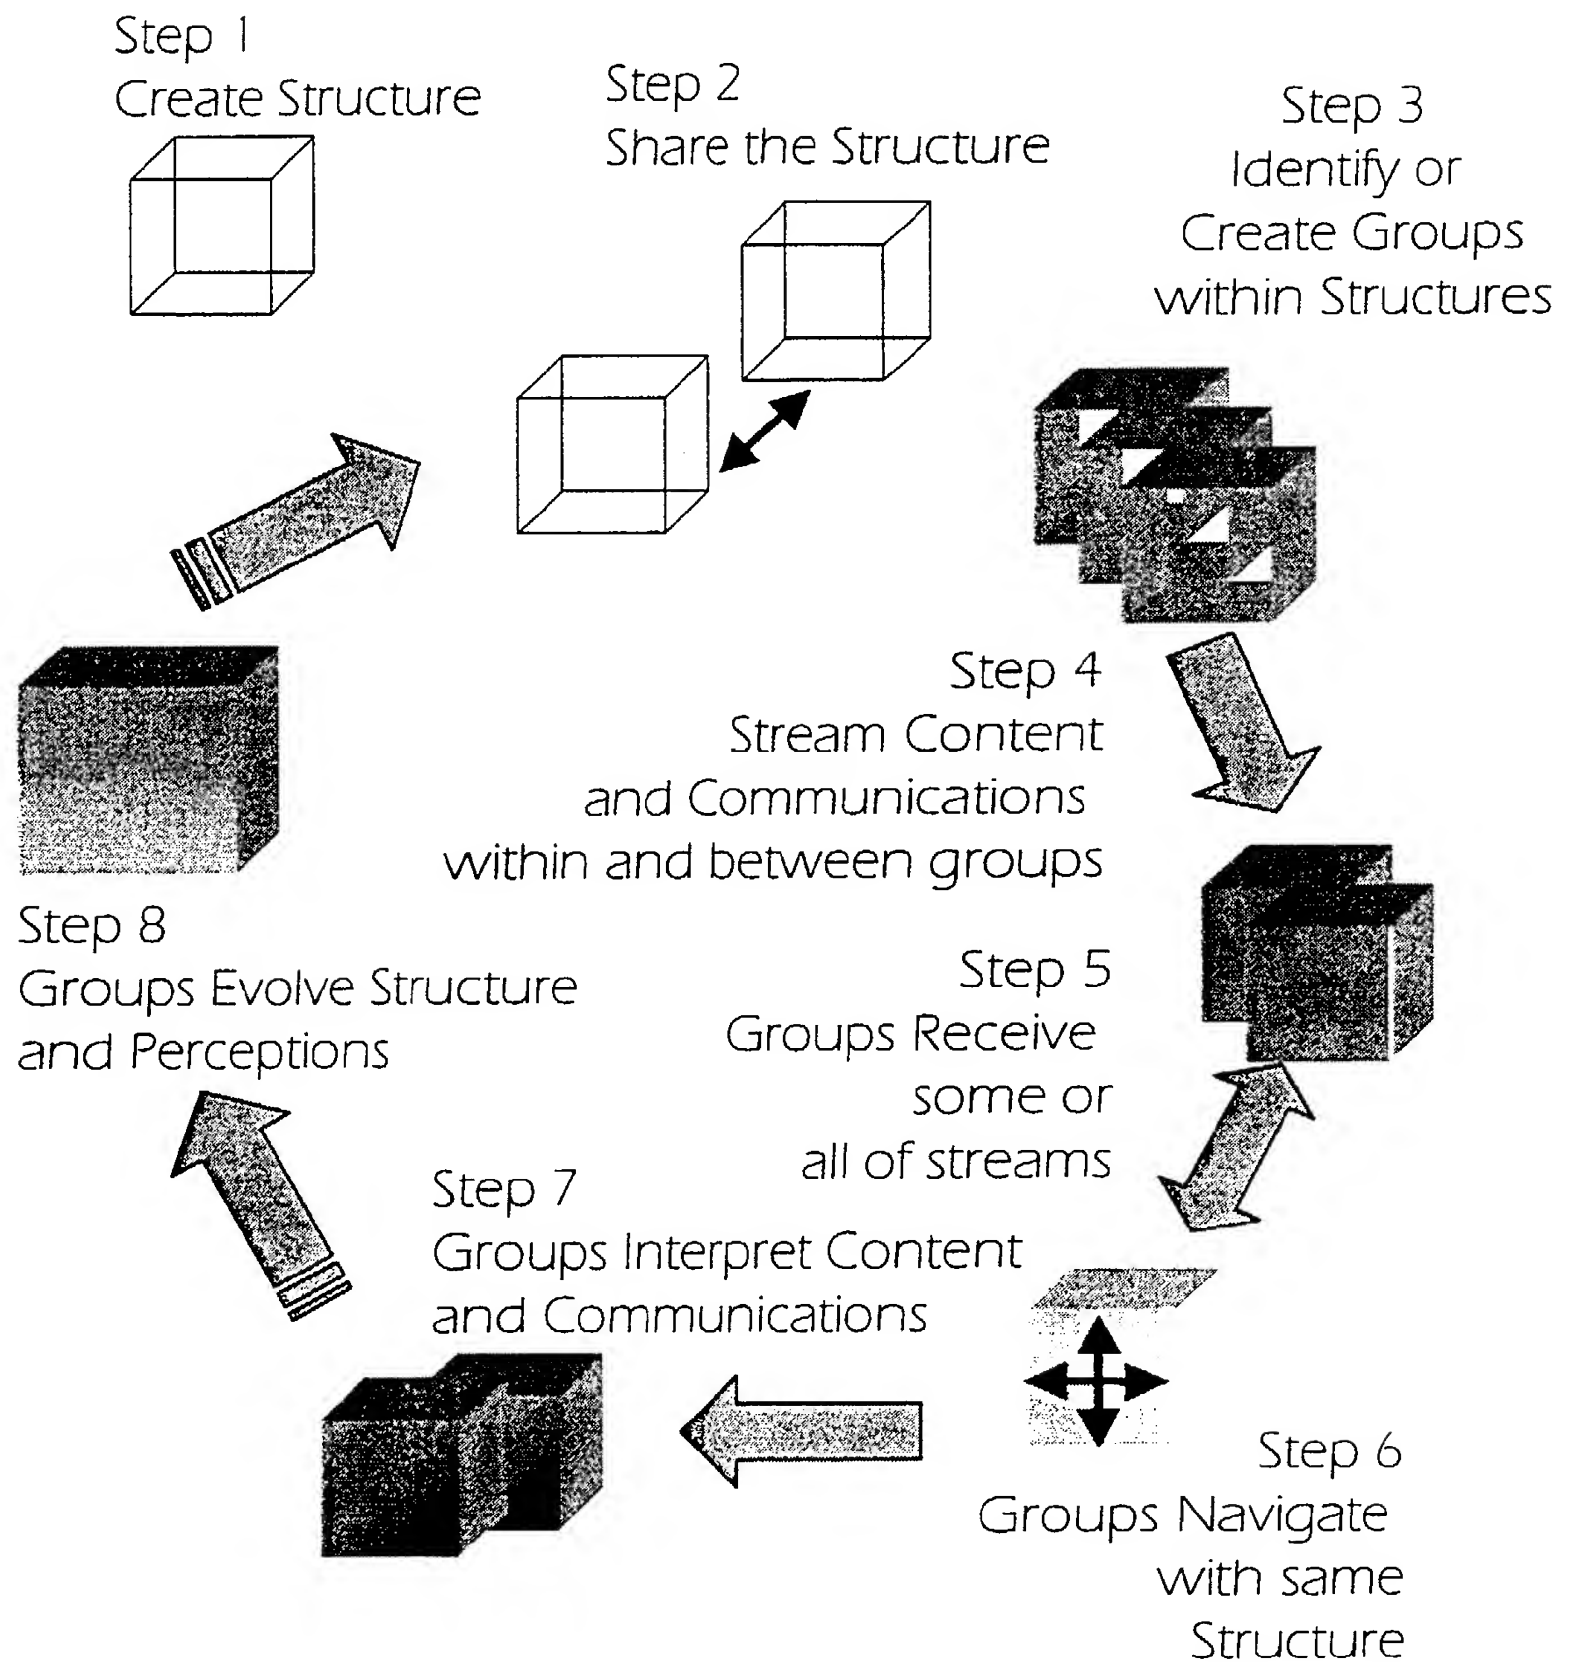 Step 1
Create Structure
Step 2
Share the Structure
Step 3
Identify or
Create Groups
within Structures
Step 4
Stream Content
and Communications
within and between groups
Step 5
Groups Receive
some or
all of streams
Step 6
Groups Navigate
with same
Structure
Step 7
Groups Interpret Content
and Communications
Step 8
Groups Evolve Structure
and Perceptions